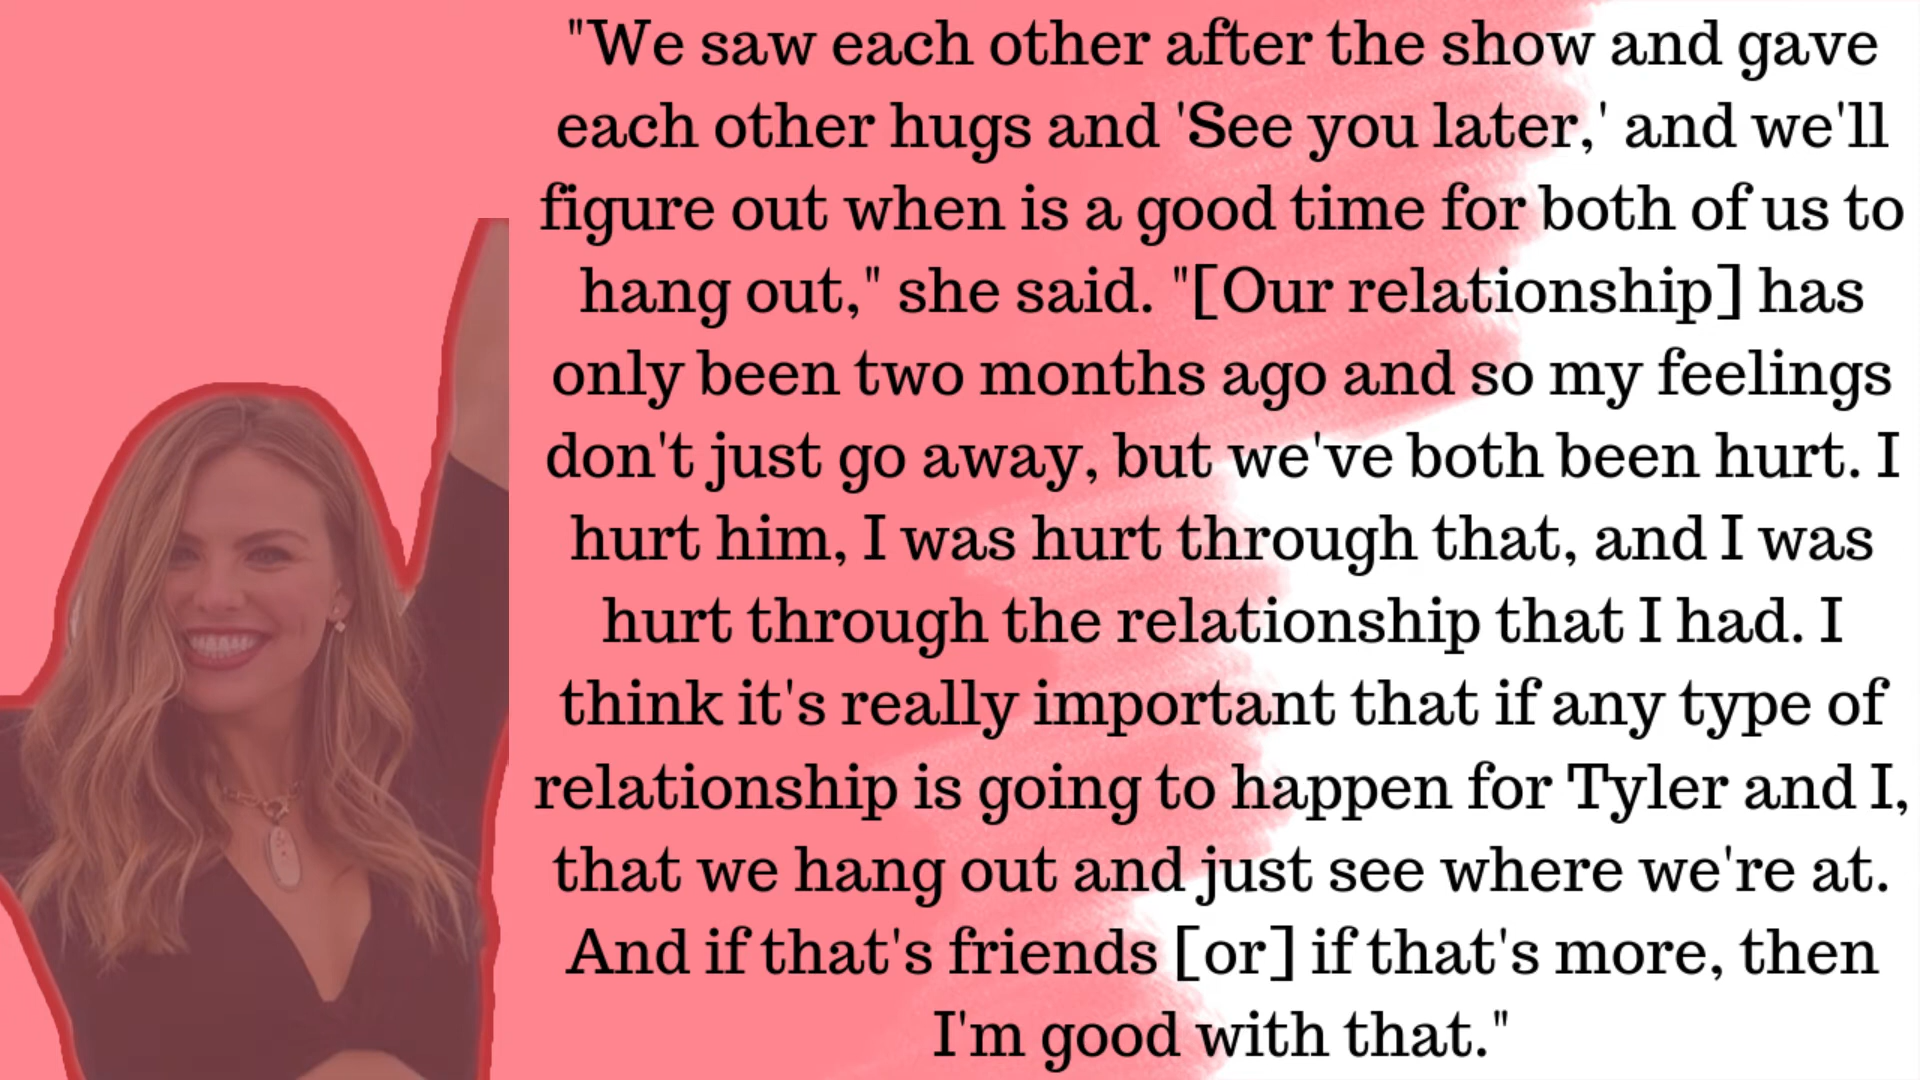 "We saw each other after the show and gave
each other hugs and 'See you later,' and we'll
figure out when is a good time for both of us to
hang out," she said. "[Our relationship] has
only been two months ago and so my feelings
don't just go away, but we've both been hurt. I
hurt him, I was hurt through that, and I was
hurt through the relationship that I had. I
think it's really important that if any type of
relationship is going to happen for Tyler and I,
that we hang out and just see where we're at.
And if that's friends [or] if that's more, then
I'm good with that."